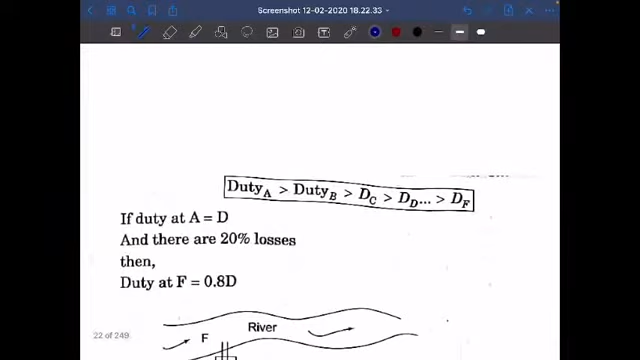 Screenshot 12-02-2020 18.22.33
Duty_A > Duty_B > D_C > D_D... > D_F
If duty at A = D
And there are 20% losses
then,
Duty at F = 0.8D
River
F
22 of 249